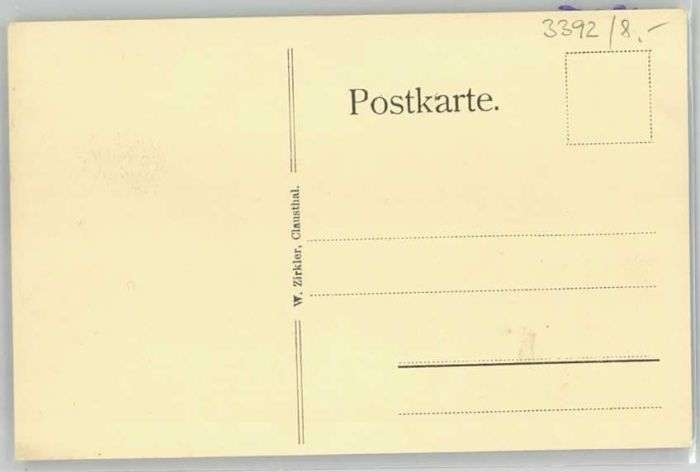 3392/8,-
Postkarte.
W. Zirkler, Clausthal.